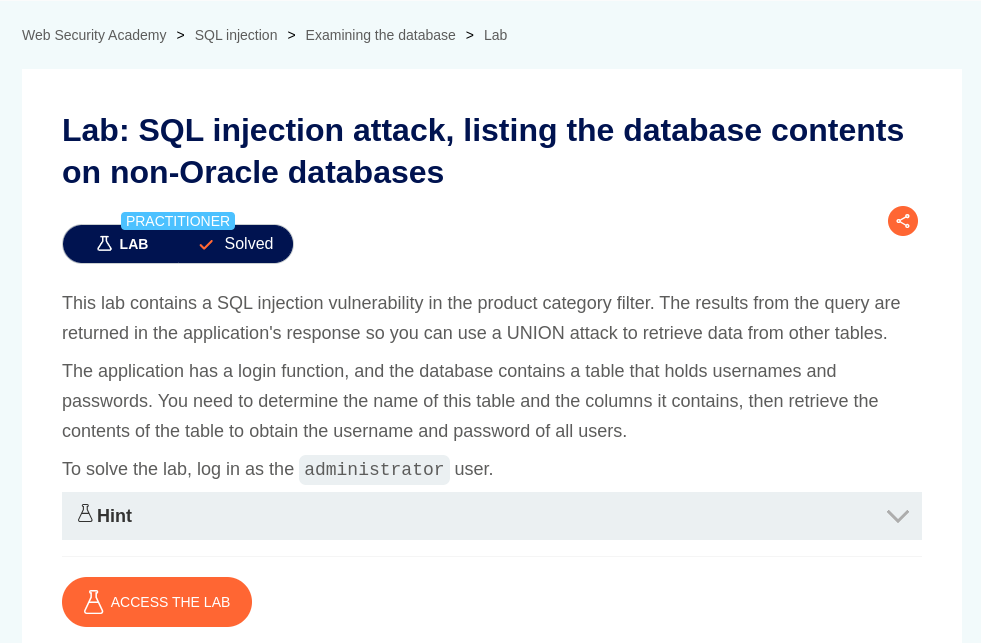 Web Security Academy > SQL injection > Examining the database > Lab
Lab: SQL injection attack, listing the database contents
on non-Oracle databases
PRACTITIONER
LAB Solved
This lab contains a SQL injection vulnerability in the product category filter. The results from the query are
returned in the application's response so you can use a UNION attack to retrieve data from other tables.
The application has a login function, and the database contains a table that holds usernames and
passwords. You need to determine the name of this table and the columns it contains, then retrieve the
contents of the table to obtain the username and password of all users.
To solve the lab, log in as the administrator user.
Hint
ACCESS THE LAB